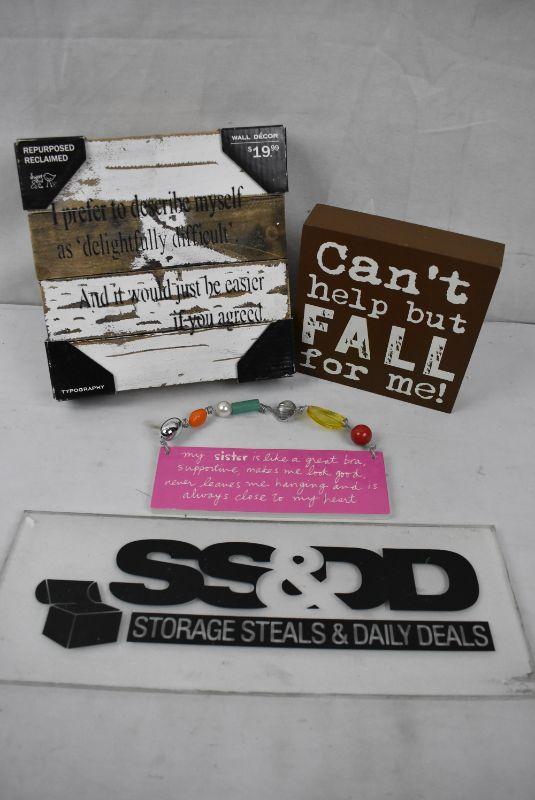 REPURPOSED
RECLAIMED
WALL DÉCOR
$19.99
I prefer to describe myself
as 'delightfully difficult'.
And it would just be easier
if you agreed.
TYPOGRAPHY
Can't
help but
FALL
for me!
my sister is like a great bra,
supportive, makes me look good,
never leaves me hanging and is
always close to my heart
SS&DD
STORAGE STEALS & DAILY DEALS